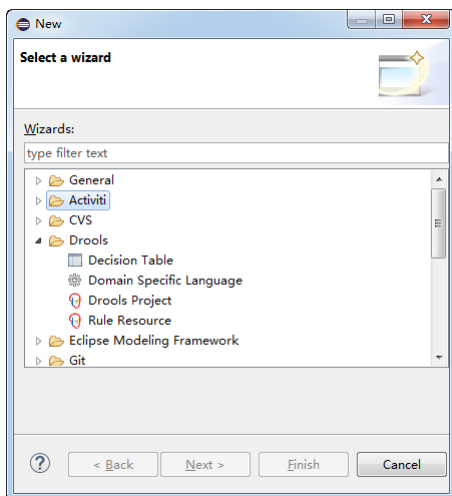 New
Select a wizard
Wizards:
type filter text
General
Activiti
CVS
Drools
Decision Table
Domain Specific Language
Drools Project
Rule Resource
Eclipse Modeling Framework
Git
?
< Back Next > Finish Cancel